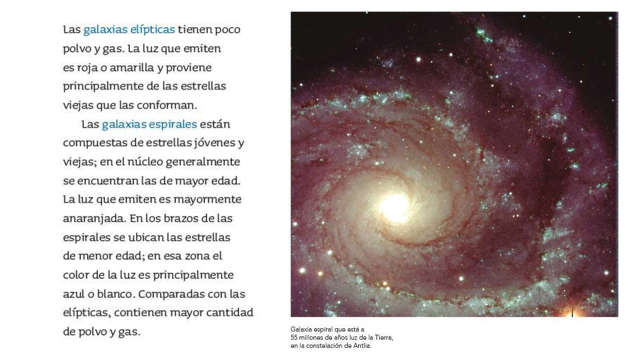 Las galaxias elípticas tienen poco
polvo y gas. La luz que emiten
es roja o amarilla y proviene
principalmente de las estrellas
viejas que las conforman.
Las galaxias espirales están
compuestas de estrellas jóvenes y
viejas; en el núcleo generalmente
se encuentran las de mayor edad.
La luz que emiten es mayormente
anaranjada. En los brazos de las
espirales se ubican las estrellas
de menor edad; en esa zona el
color de la luz es principalmente
azul o blanco. Comparadas con las
elípticas, contienen mayor cantidad
de polvo y gas.
Galaxia espiral que está a
55 millones de años luz de la Tierra,
en la constelación de Antlia.